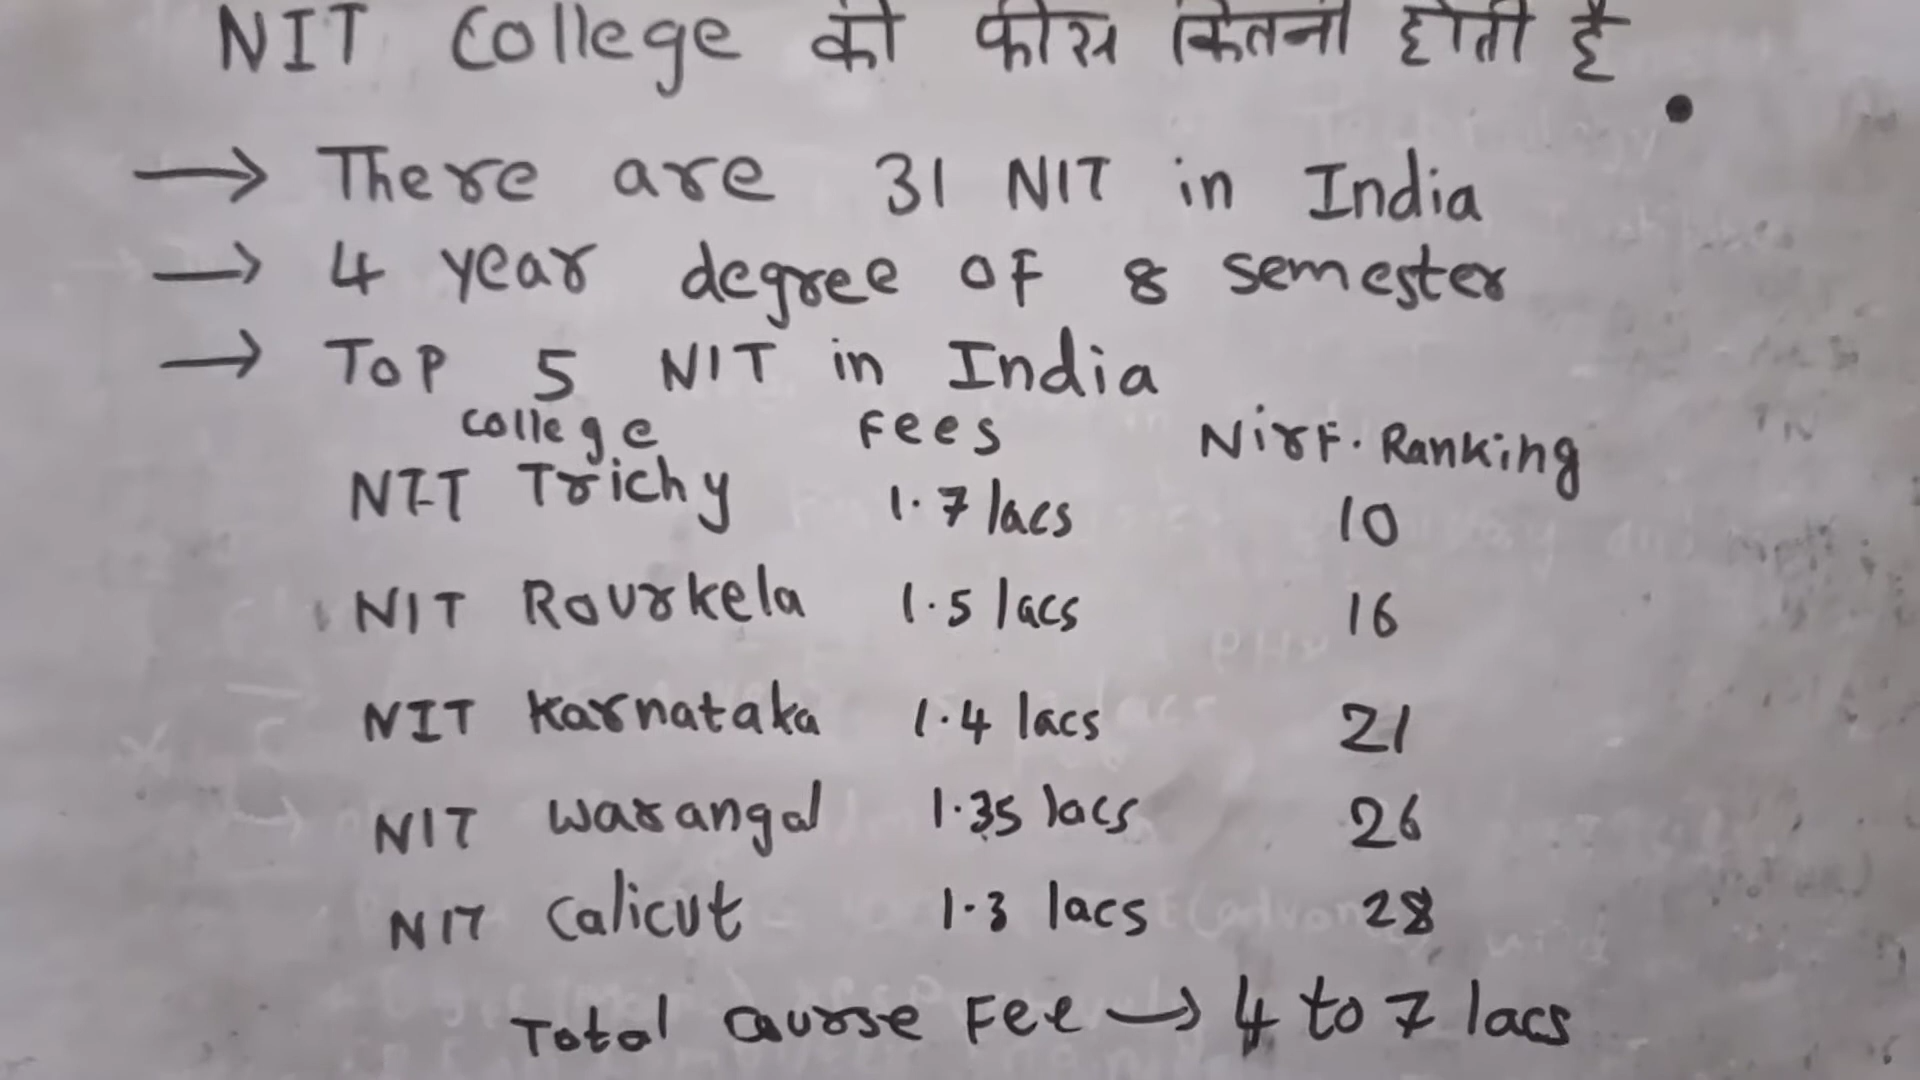 NIT College की फीस कितनी होती है
→ There are 31 NIT in India
→ 4 year degree of 8 semester
→ Top 5 NIT in India
college Fees Nirf. Ranking
NIT Trichy 1.7 lacs 10
NIT Rourkela 1.5 lacs 16
NIT Karnataka 1.4 lacs 21
NIT Warangal 1.35 lacs 26
NIT Calicut 1.3 lacs 28
Total course Fee → 4 to 7 lacs